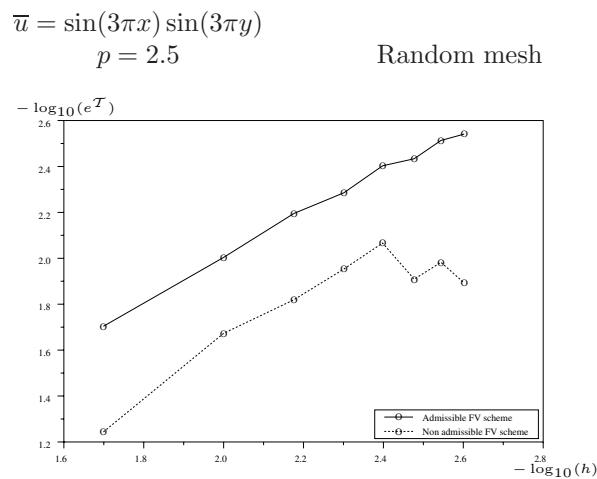 u̅ = sin(3πx) sin(3πy)
p = 2.5 Random mesh
− log₁₀(e^𝒯)
2.6
2.4
2.2
2.0
1.8
1.6
1.4
1.2
Admissible FV scheme
Non admissible FV scheme
1.6 1.8 2.0 2.2 2.4 2.6 2.8
− log₁₀(h)